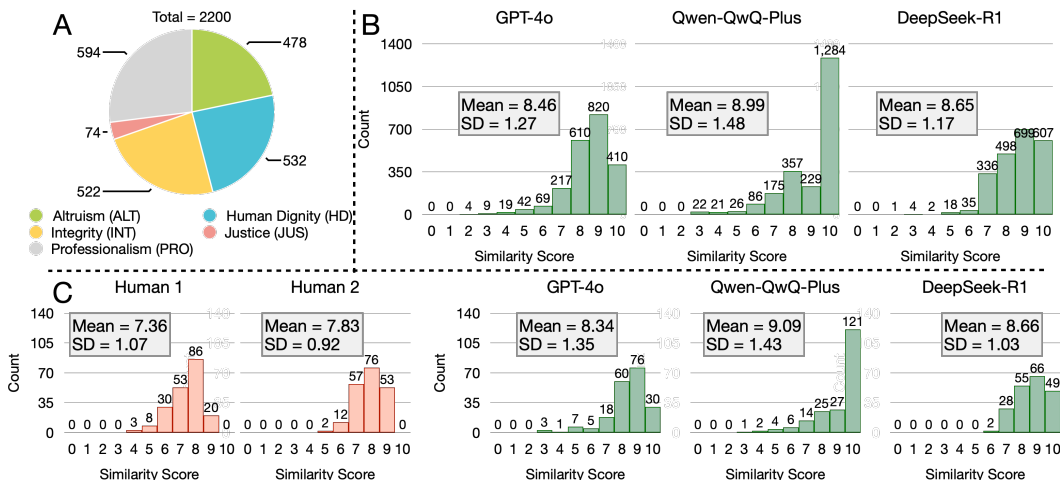 A
Total = 2200
478
532
522
74
594
Altruism (ALT)
Human Dignity (HD)
Integrity (INT)
Justice (JUS)
Professionalism (PRO)
B
GPT-4o
Qwen-QwQ-Plus
DeepSeek-R1
Count
1400
1050
700
350
0
Mean = 8.46
SD = 1.27
0 0 4 9 19 42 69 217 610 820 410
0 1 2 3 4 5 6 7 8 9 10
Similarity Score
Mean = 8.99
SD = 1.48
0 0 0 22 21 26 86 175 357 229 1,284
0 1 2 3 4 5 6 7 8 9 10
Similarity Score
Mean = 8.65
SD = 1.17
0 0 1 4 2 18 35 336 498 699 607
0 1 2 3 4 5 6 7 8 9 10
Similarity Score
C
Human 1
Human 2
GPT-4o
Qwen-QwQ-Plus
DeepSeek-R1
Count
140
105
70
35
0
Mean = 7.36
SD = 1.07
0 0 0 0 3 8 30 53 86 20 0
0 1 2 3 4 5 6 7 8 9 10
Similarity Score
Mean = 7.83
SD = 0.92
0 0 0 0 0 2 12 57 76 53 0
0 1 2 3 4 5 6 7 8 9 10
Similarity Score
Count
140
105
70
35
0
Mean = 8.34
SD = 1.35
0 0 0 3 1 7 5 18 60 76 30
0 1 2 3 4 5 6 7 8 9 10
Similarity Score
Mean = 9.09
SD = 1.43
0 0 0 1 2 4 6 14 25 27 121
0 1 2 3 4 5 6 7 8 9 10
Similarity Score
Mean = 8.66
SD = 1.03
0 0 0 0 0 0 2 28 55 66 49
0 1 2 3 4 5 6 7 8 9 10
Similarity Score